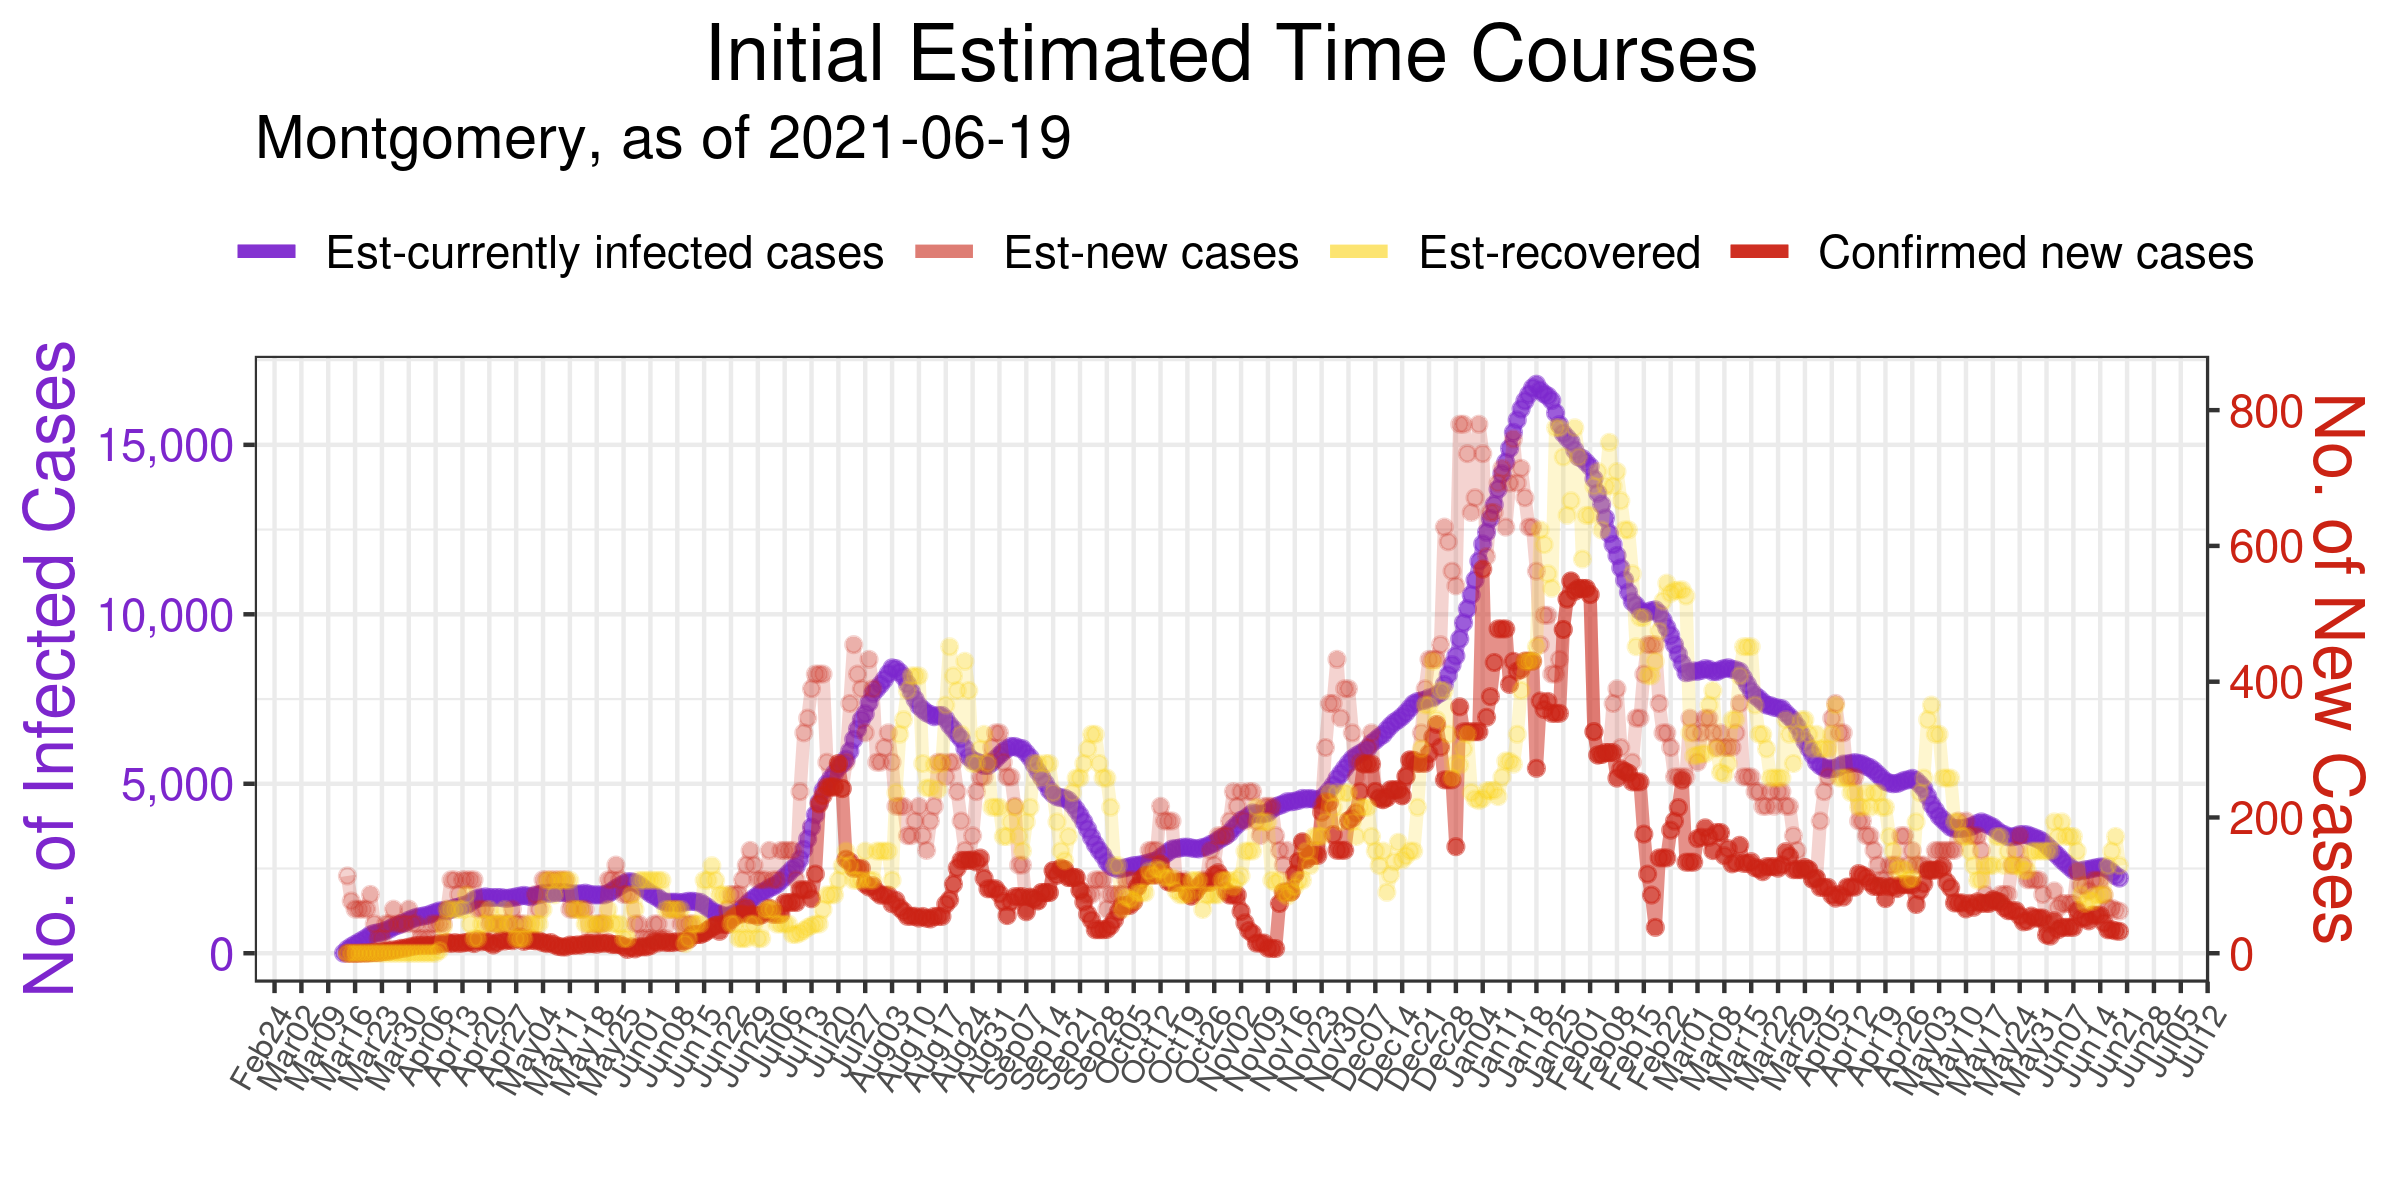 Initial Estimated Time Courses
Montgomery, as of 2021-06-19
Est-currently infected cases Est-new cases Est-recovered Confirmed new cases
No. of Infected Cases
15,000
10,000
5,000
0
800
600
400
200
0
No. of New Cases
Feb24 Mar02 Mar09 Mar16 Mar23 Mar30 Apr06 Apr13 Apr20 Apr27 May04 May11 May18 May25 Jun01 Jun08 Jun15 Jun22 Jun29 Jul06 Jul13 Jul20 Jul27 Aug03 Aug10 Aug17 Aug24 Aug31 Sep07 Sep14 Sep21 Sep28 Oct05 Oct12 Oct19 Oct26 Nov02 Nov09 Nov16 Nov23 Nov30 Dec07 Dec14 Dec21 Dec28 Jan04 Jan11 Jan18 Jan25 Feb01 Feb08 Feb15 Feb22 Mar01 Mar08 Mar15 Mar22 Mar29 Apr05 Apr12 Apr19 Apr26 May03 May10 May17 May24 May31 Jun07 Jun14 Jun21 Jun28 Jul05 Jul12